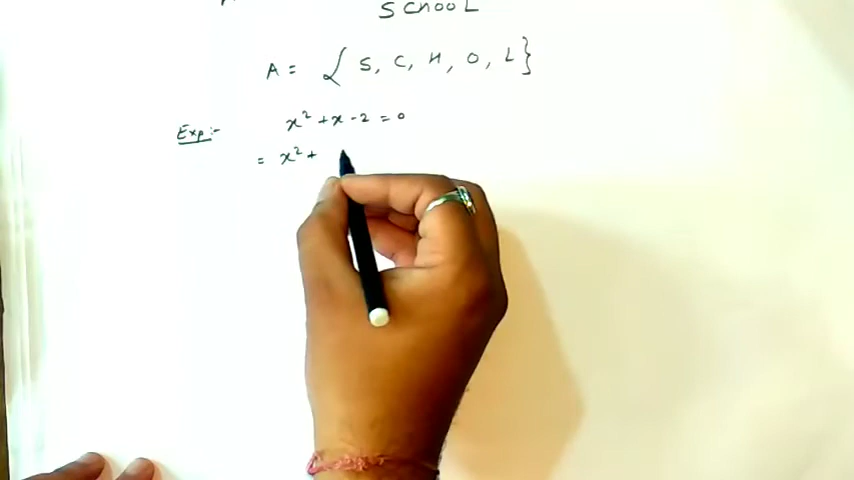 SCHOOL
A = { S, C, H, O, L }
Exp:- x² + x - 2 = 0
= x² +